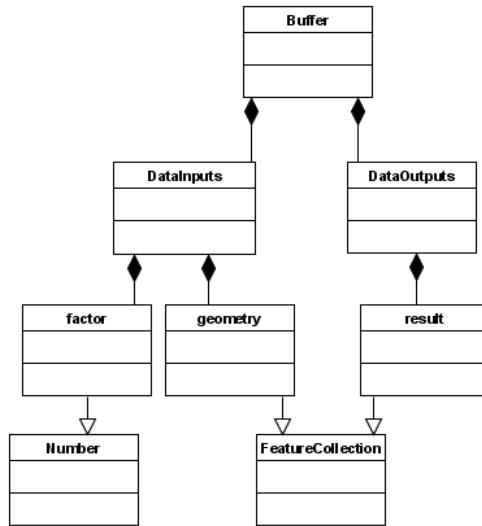 Buffer
DataInputs
DataOutputs
factor
geometry
result
Number
FeatureCollection